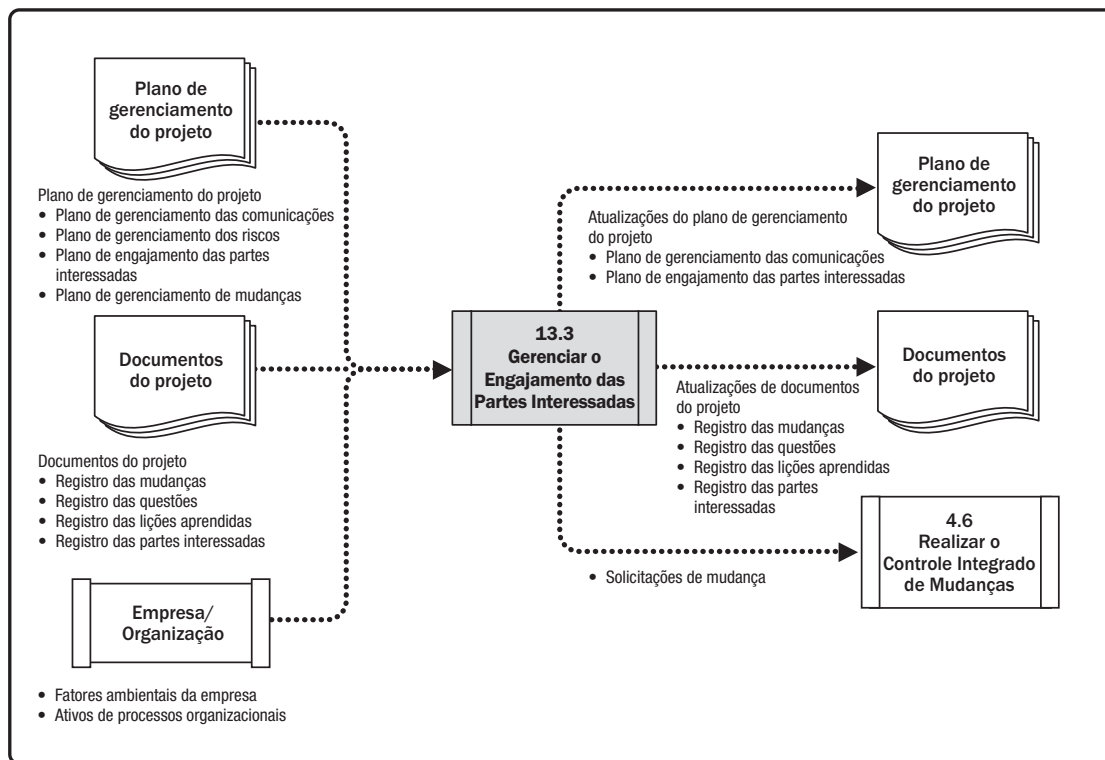 Plano de
gerenciamento
do projeto
Plano de gerenciamento do projeto
• Plano de gerenciamento das comunicações
• Plano de gerenciamento dos riscos
• Plano de engajamento das partes
interessadas
• Plano de gerenciamento de mudanças
Documentos
do projeto
Documentos do projeto
• Registro das mudanças
• Registro das questões
• Registro das lições aprendidas
• Registro das partes interessadas
Empresa/
Organização
• Fatores ambientais da empresa
• Ativos de processos organizacionais
13.3
Gerenciar o
Engajamento das
Partes Interessadas
Atualizações do plano de gerenciamento
do projeto
• Plano de gerenciamento das comunicações
• Plano de engajamento das partes interessadas
Plano de
gerenciamento
do projeto
Atualizações de documentos
do projeto
• Registro das mudanças
• Registro das questões
• Registro das lições aprendidas
• Registro das partes
interessadas
Documentos
do projeto
• Solicitações de mudança
4.6
Realizar o
Controle Integrado
de Mudanças